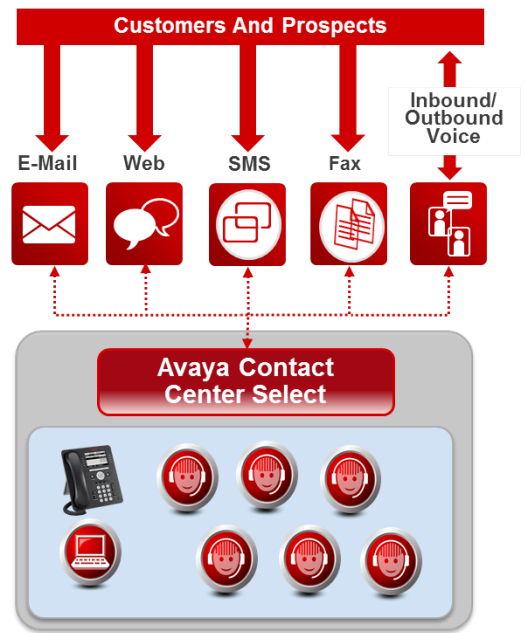 Customers And Prospects
Inbound/
Outbound
Voice
E-Mail
Web
SMS
Fax
Avaya Contact
Center Select